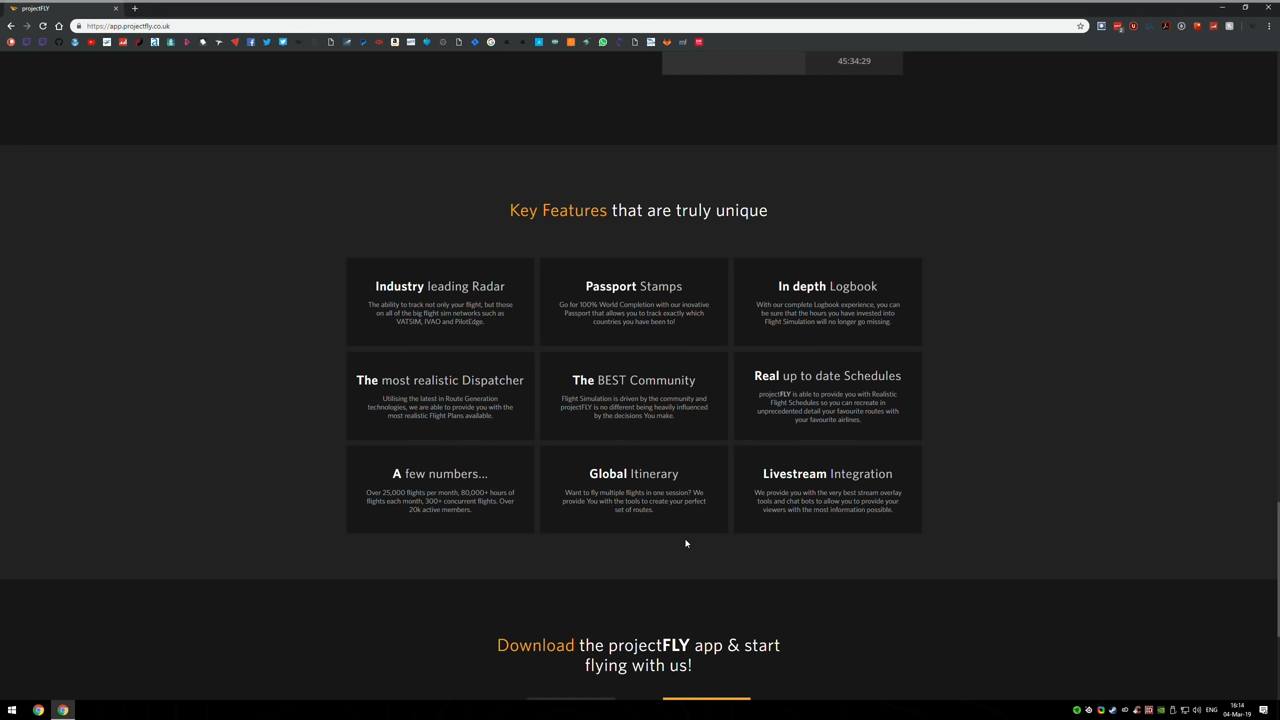 projectFLY
https://app.projectfly.co.uk
45:34:29
Key Features that are truly unique
Industry leading Radar
The ability to track not only your flight, but those
on all of the big flight sim networks such as
VATSIM, IVAO and PilotEdge.
Passport Stamps
Go for 100% World Completion with our inovative
Passport that allows you to track exactly which
countries you have been to!
In depth Logbook
With our complete Logbook experience, you can
be sure that the hours you have invested into
Flight Simulation will no longer go missing.
The most realistic Dispatcher
Utilising the latest in Route Generation
technologies, we are able to provide you with the
most realistic Flight Plans available.
The BEST Community
Flight Simulation is driven by the community and
projectFLY is no different being heavily influenced
by the decisions You make.
Real up to date Schedules
projectFLY is able to provide you with Realistic
Flight Schedules so you can recreate in
unprecedented detail your favourite routes with
your favourite airlines.
A few numbers...
Over 25,000 flights per month, 80,000+ hours of
flights each month, 300+ concurrent flights. Over
20k active members.
Global Itinerary
Want to fly multiple flights in one session? We
provide You with the tools to create your perfect
set of routes.
Livestream Integration
We provide you with the very best stream overlay
tools and chat bots to allow you to provide your
viewers with the most information possible.
Download the projectFLY app & start
flying with us!
ENG
16:14
04-Mar-19